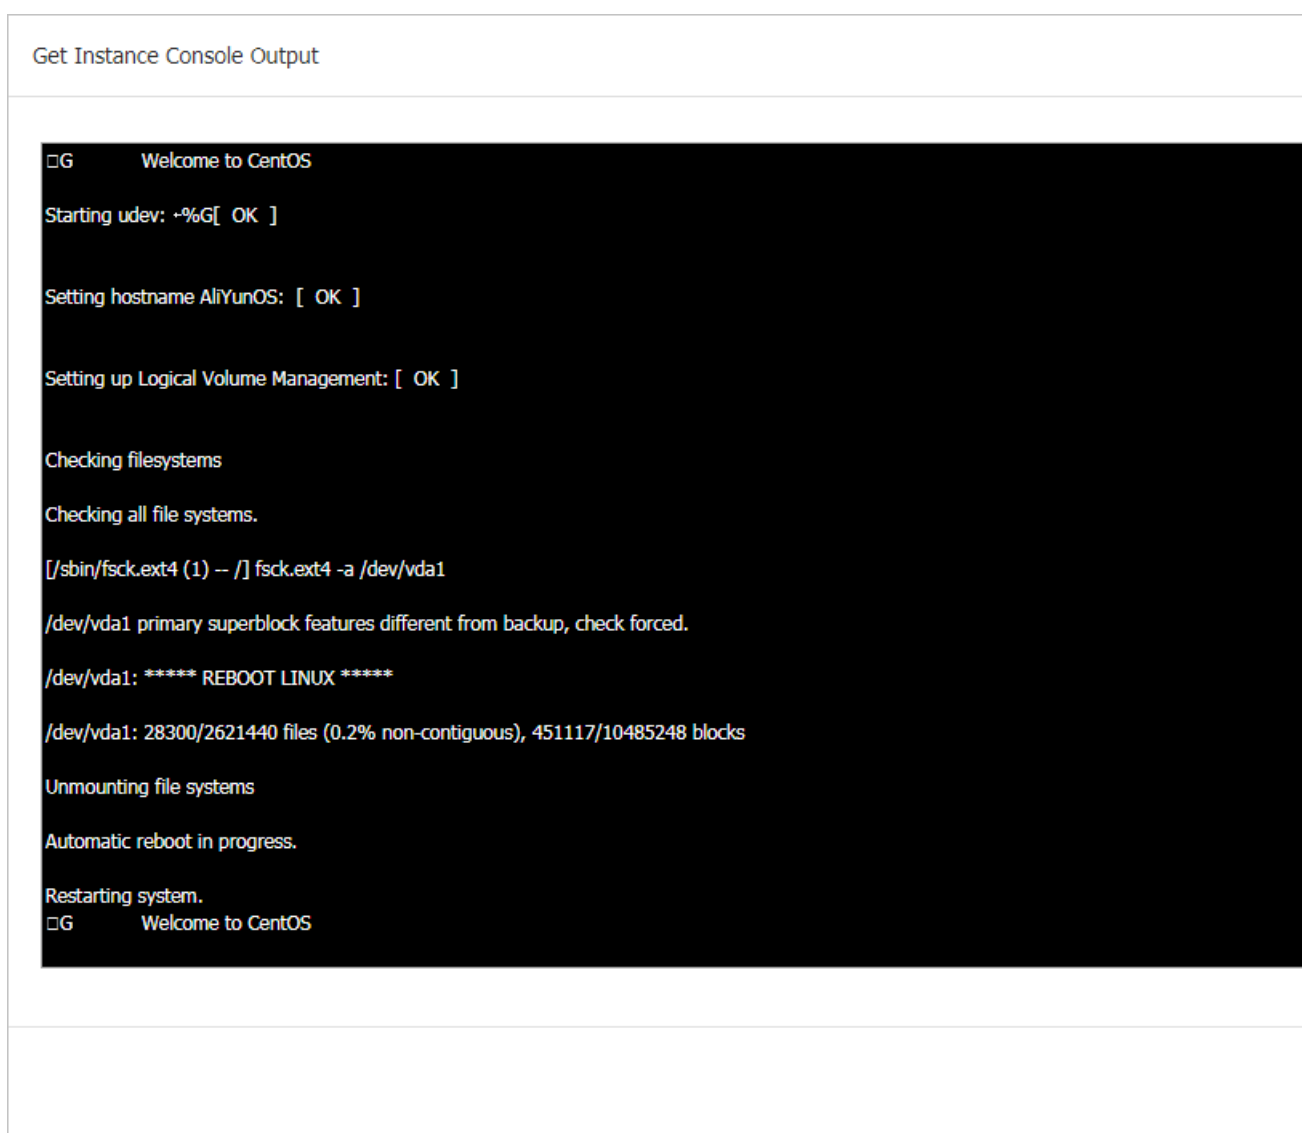 Get Instance Console Output
□G Welcome to CentOS
Starting udev: ←%G[ OK ]
Setting hostname AliYunOS: [ OK ]
Setting up Logical Volume Management: [ OK ]
Checking filesystems
Checking all file systems.
[/sbin/fsck.ext4 (1) -- /] fsck.ext4 -a /dev/vda1
/dev/vda1 primary superblock features different from backup, check forced.
/dev/vda1: ***** REBOOT LINUX *****
/dev/vda1: 28300/2621440 files (0.2% non-contiguous), 451117/10485248 blocks
Unmounting file systems
Automatic reboot in progress.
Restarting system.
□G Welcome to CentOS